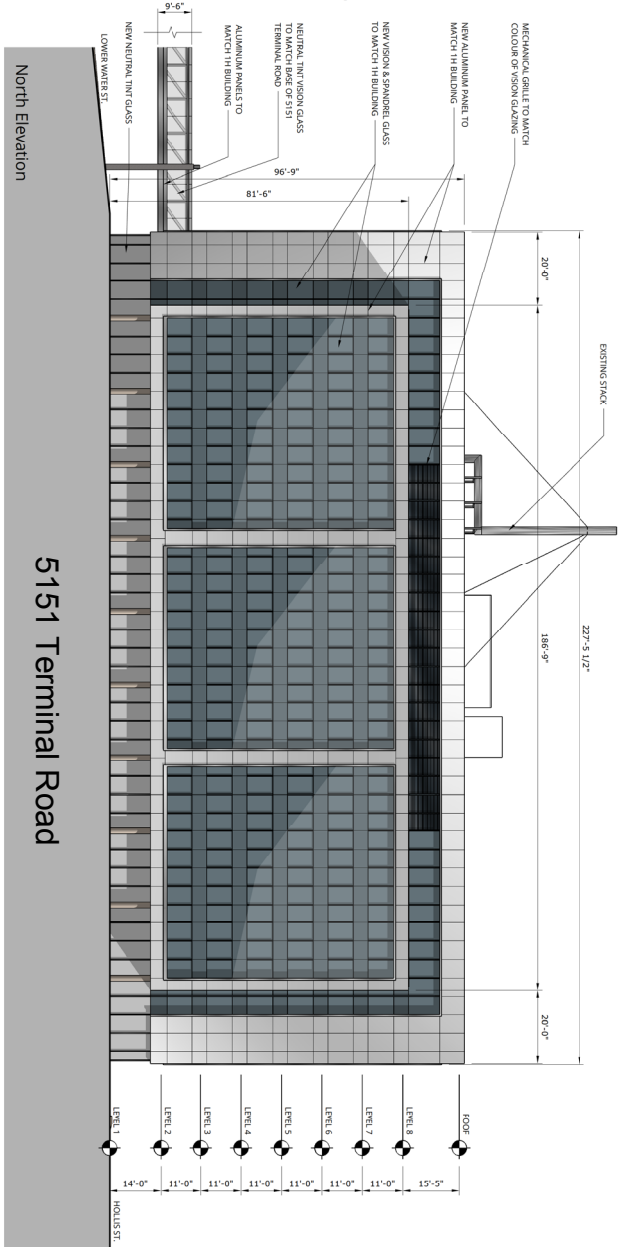 9'-6"
ALUMINUM PANELS TO
MATCH 1H BUILDING
NEUTRAL TINT VISION GLASS
TO MATCH BASE OF 5151
TERMINAL ROAD
NEW NEUTRAL TINT GLASS
LOWER WATER ST.
North Elevation
MECHANICAL GRILLE TO MATCH
COLOUR OF VISION GLAZING
NEW ALUMINUM PANEL TO
MATCH 1H BUILDING
NEW VISION & SPANDREL GLASS
TO MATCH 1H BUILDING
96'-9"
81'-6"
20'-0"
EXISTING STACK
227'-5 1/2"
186'-9"
20'-0"
5151 Terminal Road
FOOF
LEVEL 8
LEVEL 7
LEVEL 6
LEVEL 5
LEVEL 4
LEVEL 3
LEVEL 2
LEVEL 1
15'-5"
11'-0"
11'-0"
11'-0"
11'-0"
11'-0"
11'-0"
14'-0"
HOLLIS ST.